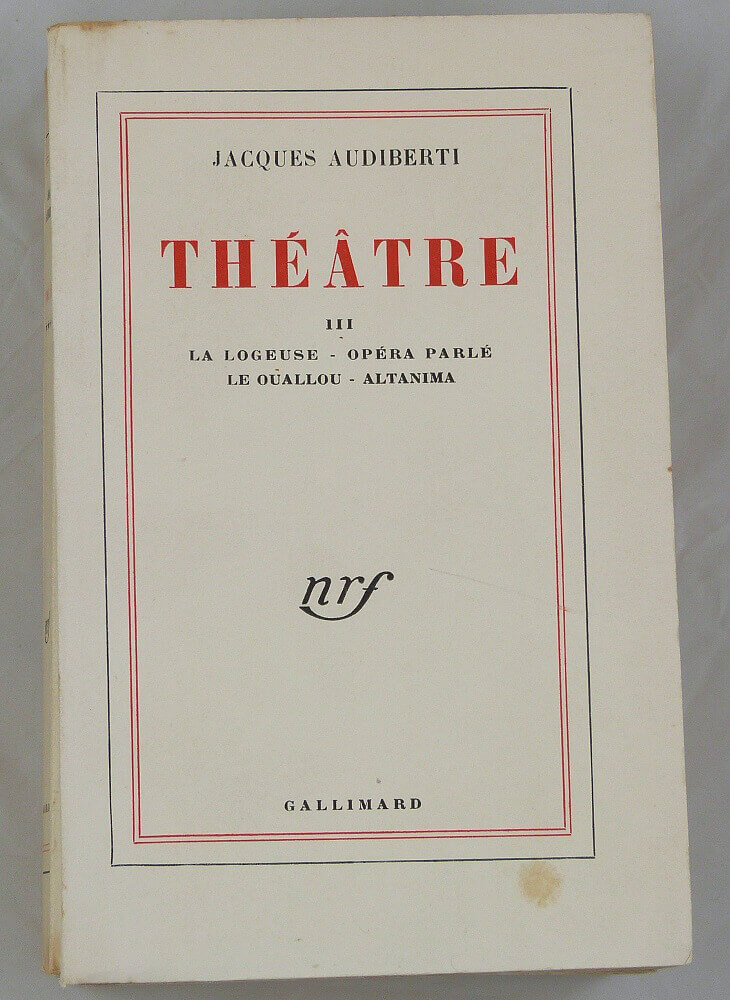 JACQUES AUDIBERTI
THÉÂTRE
III
LA LOGEUSE - OPÉRA PARLÉ
LE OUALLOU - ALTANIMA
nrf
GALLIMARD